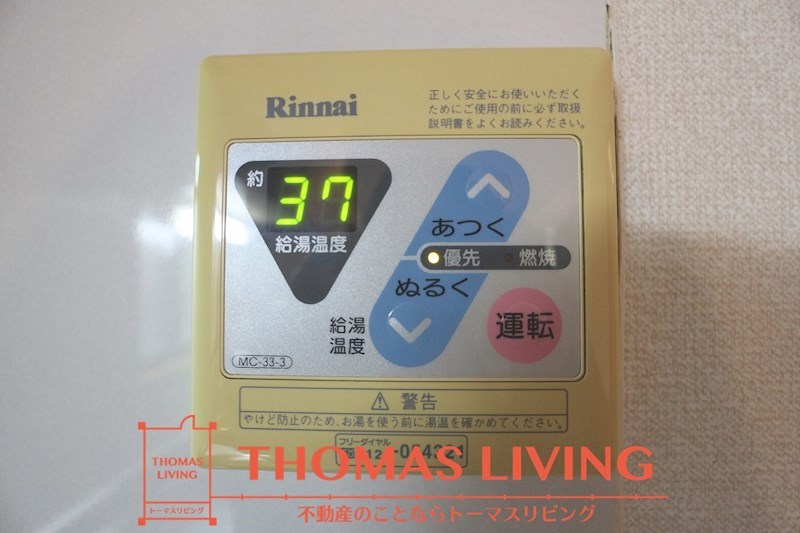 Rinnai
正しく安全にお使いいただく
ためにご使用の前に必ず取扱
説明書をよくお読みください。
約
37
給湯温度
あつく
優先 燃焼
ぬるく
給湯
温度
運転
MC-33-3
警告
やけど防止のため、お湯を使う前に湯温を確かめてください。
フリーダイヤル
THOMAS
LIVING
トーマスリビング
THOMAS LIVING
不動産のことならトーマスリビング